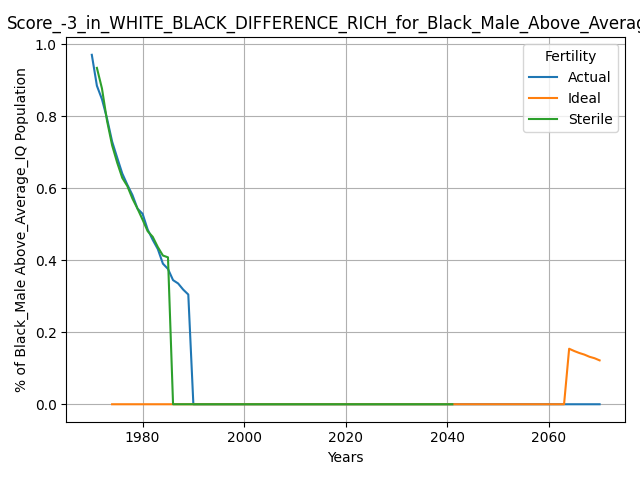 Score_-3_in_WHITE_BLACK_DIFFERENCE_RICH_for_Black_Male_Above_Averag
% of Black_Male Above_Average_IQ Population
1.0
0.8
0.6
0.4
0.2
0.0
Fertility
Actual
Ideal
Sterile
1980
2000
2020
2040
2060
Years